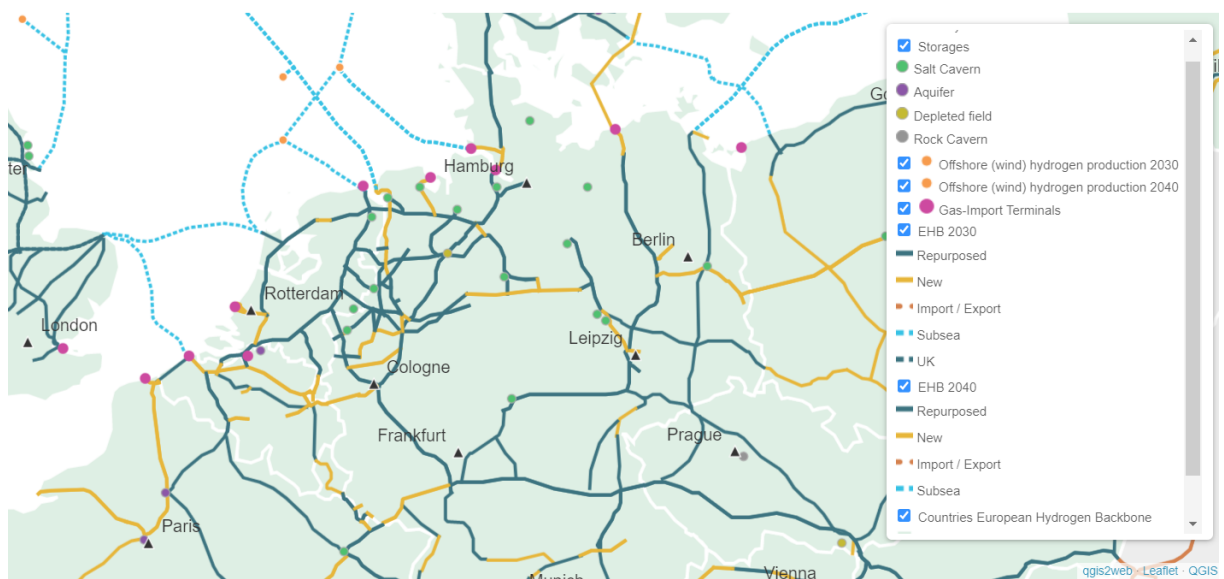 Storages
Salt Cavern
Aquifer
Depleted field
Rock Cavern
Offshore (wind) hydrogen production 2030
Offshore (wind) hydrogen production 2040
Gas-Import Terminals
EHB 2030
Repurposed
New
Import / Export
Subsea
UK
EHB 2040
Repurposed
New
Import / Export
Subsea
Countries European Hydrogen Backbone
Hamburg
Berlin
Rotterdam
London
Leipzig
Cologne
Frankfurt
Prague
Paris
Munich
Vienna
qgis2web · Leaflet · QGIS